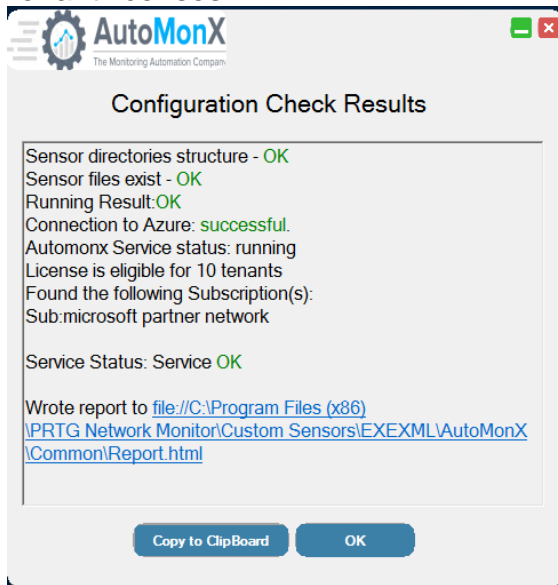 AutoMonX
The Monitoring Automation Company
Configuration Check Results
Sensor directories structure - OK
Sensor files exist - OK
Running Result:OK
Connection to Azure: successful.
Automonx Service status: running
License is eligible for 10 tenants
Found the following Subscription(s):
Sub:microsoft partner network
Service Status: Service OK
Wrote report to file://C:\Program Files (x86)
\PRTG Network Monitor\Custom Sensors\EXEXML\AutoMonX
\Common\Report.html
Copy to ClipBoard
OK